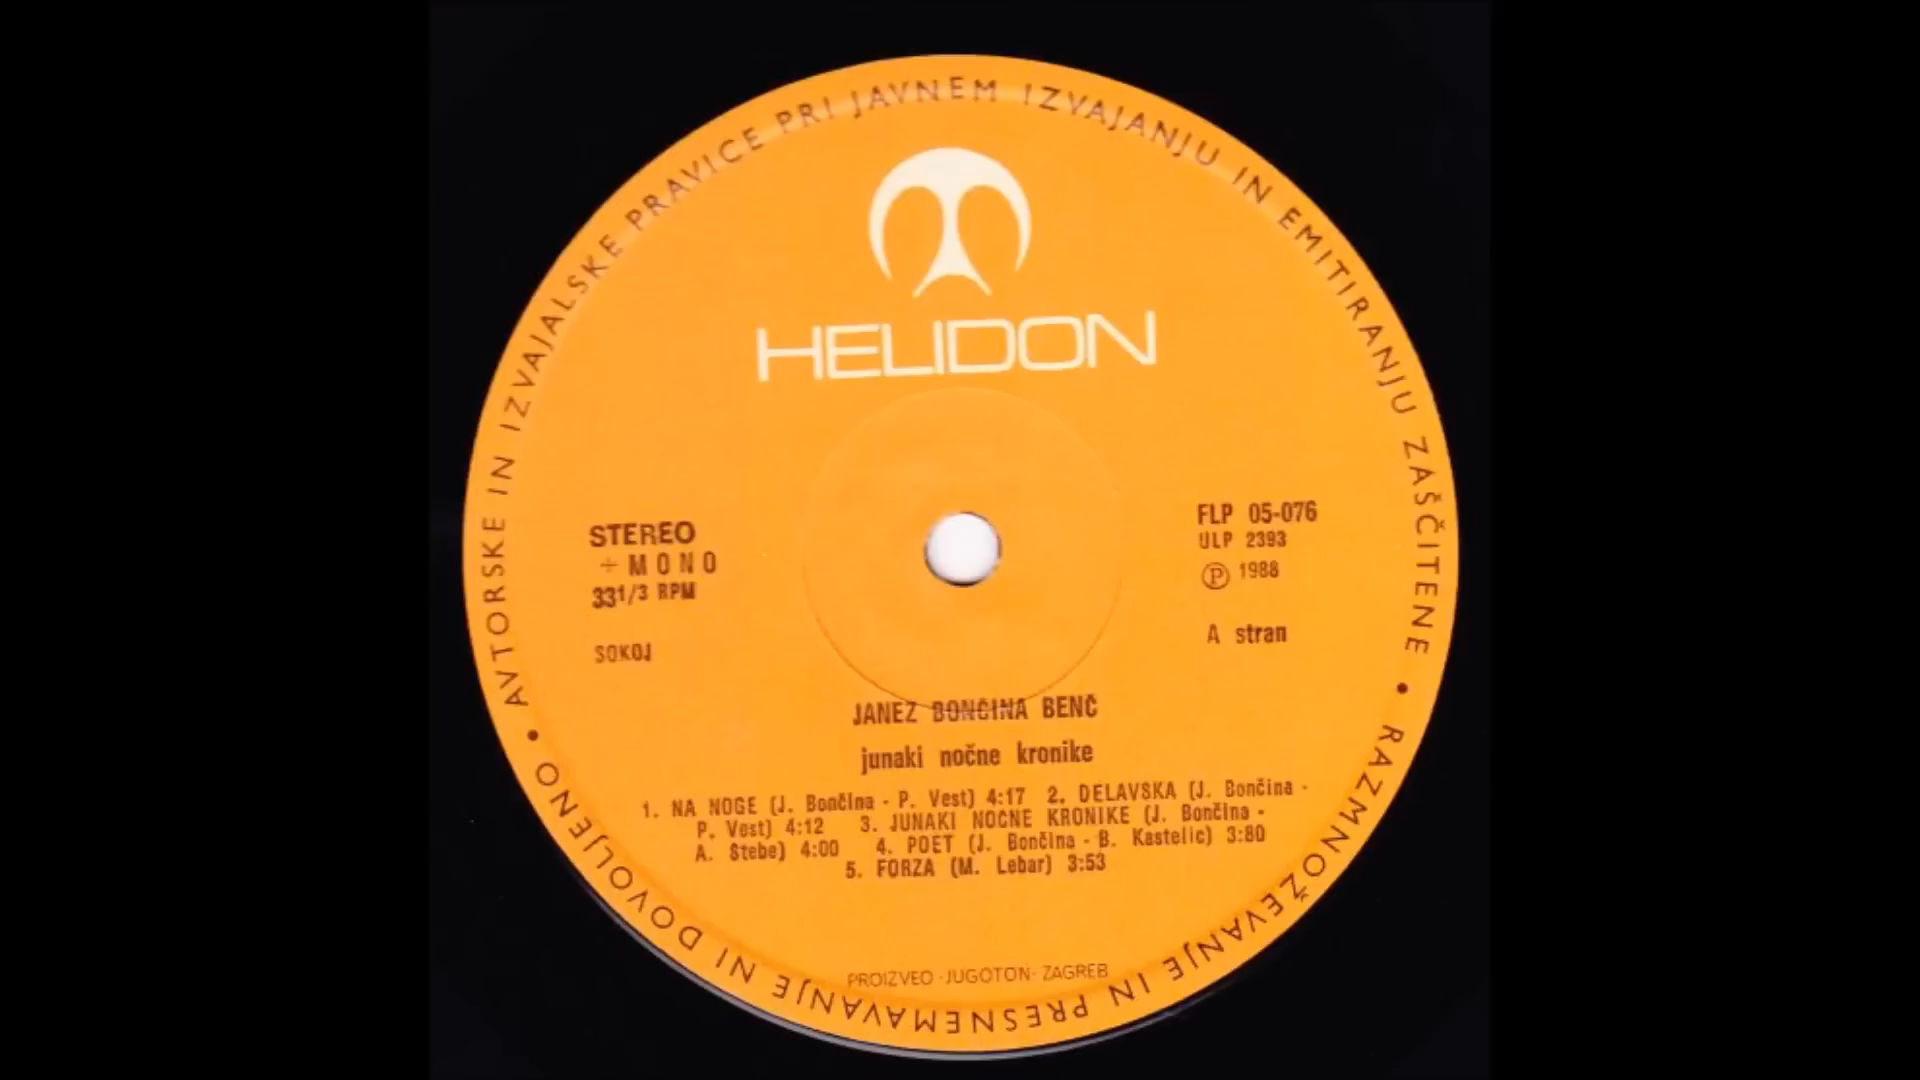 AVTORSKE IN IZVAJALSKE PRAVICE PRI JAVNEM IZVAJANJU IN EMITIRANJU ZAŠČITENE • RAZMNOŽEVANJE IN PRESNEMAVANJE NI DOVOLJENO •
HELIDON
STEREO
÷ MONO
33 1/3 RPM
SOKOJ
FLP 05-076
ULP 2393
Ⓟ 1988
A stran
JANEZ BONČINA BENČ
junaki nočne kronike
1. NA NOGE (J. Bončina - P. Vest) 4:17 2. DELAVSKA (J. Bončina -
P. Vest) 4:12 3. JUNAKI NOČNE KRONIKE (J. Bončina -
A. Štebe) 4:00 4. POET (J. Bončina - B. Kastelic) 3:80
5. FORZA (M. Lebar) 3:53
PROIZVEO · JUGOTON · ZAGREB